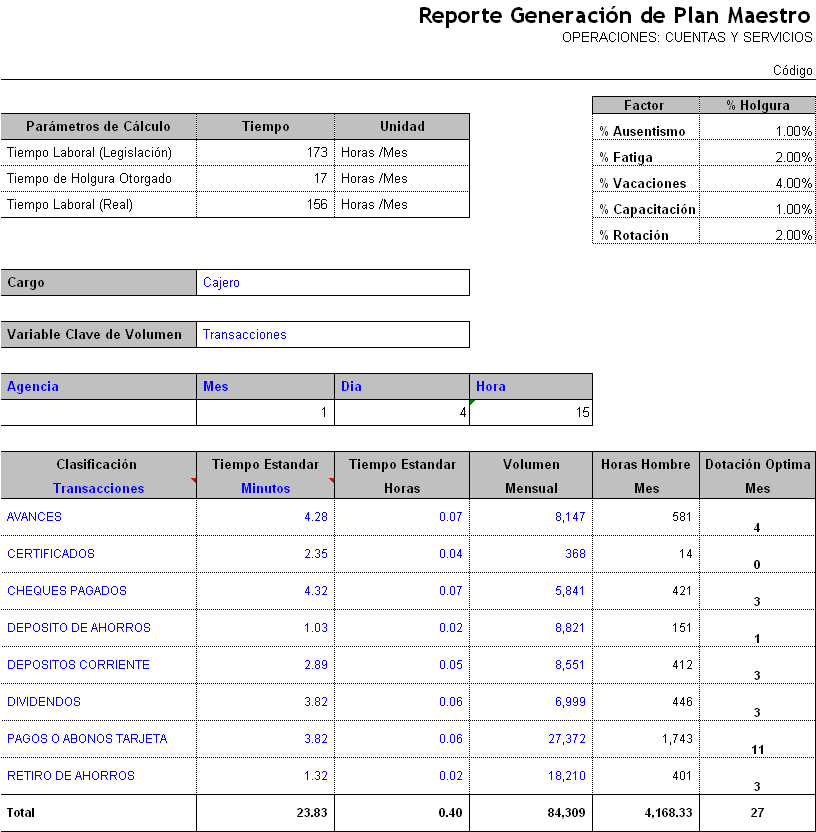 Reporte Generación de Plan Maestro
OPERACIONES: CUENTAS Y SERVICIOS
Código
Factor % Holgura
% Ausentismo 1.00%
% Fatiga 2.00%
% Vacaciones 4.00%
% Capacitación 1.00%
% Rotación 2.00%
Parámetros de Cálculo Tiempo Unidad
Tiempo Laboral (Legislación) 173 Horas /Mes
Tiempo de Holgura Otorgado 17 Horas /Mes
Tiempo Laboral (Real) 156 Horas /Mes
Cargo Cajero
Variable Clave de Volumen Transacciones
Agencia Mes Dia Hora
1 4 15
Clasificación Tiempo Estandar Tiempo Estandar Volumen Horas Hombre Dotación Optima
Transacciones Minutos Horas Mensual Mes Mes
AVANCES 4.28 0.07 8,147 581 4
CERTIFICADOS 2.35 0.04 368 14 0
CHEQUES PAGADOS 4.32 0.07 5,841 421 3
DEPOSITO DE AHORROS 1.03 0.02 8,821 151 1
DEPOSITOS CORRIENTE 2.89 0.05 8,551 412 3
DIVIDENDOS 3.82 0.06 6,999 446 3
PAGOS O ABONOS TARJETA 3.82 0.06 27,372 1,743 11
RETIRO DE AHORROS 1.32 0.02 18,210 401 3
Total 23.83 0.40 84,309 4,168.33 27